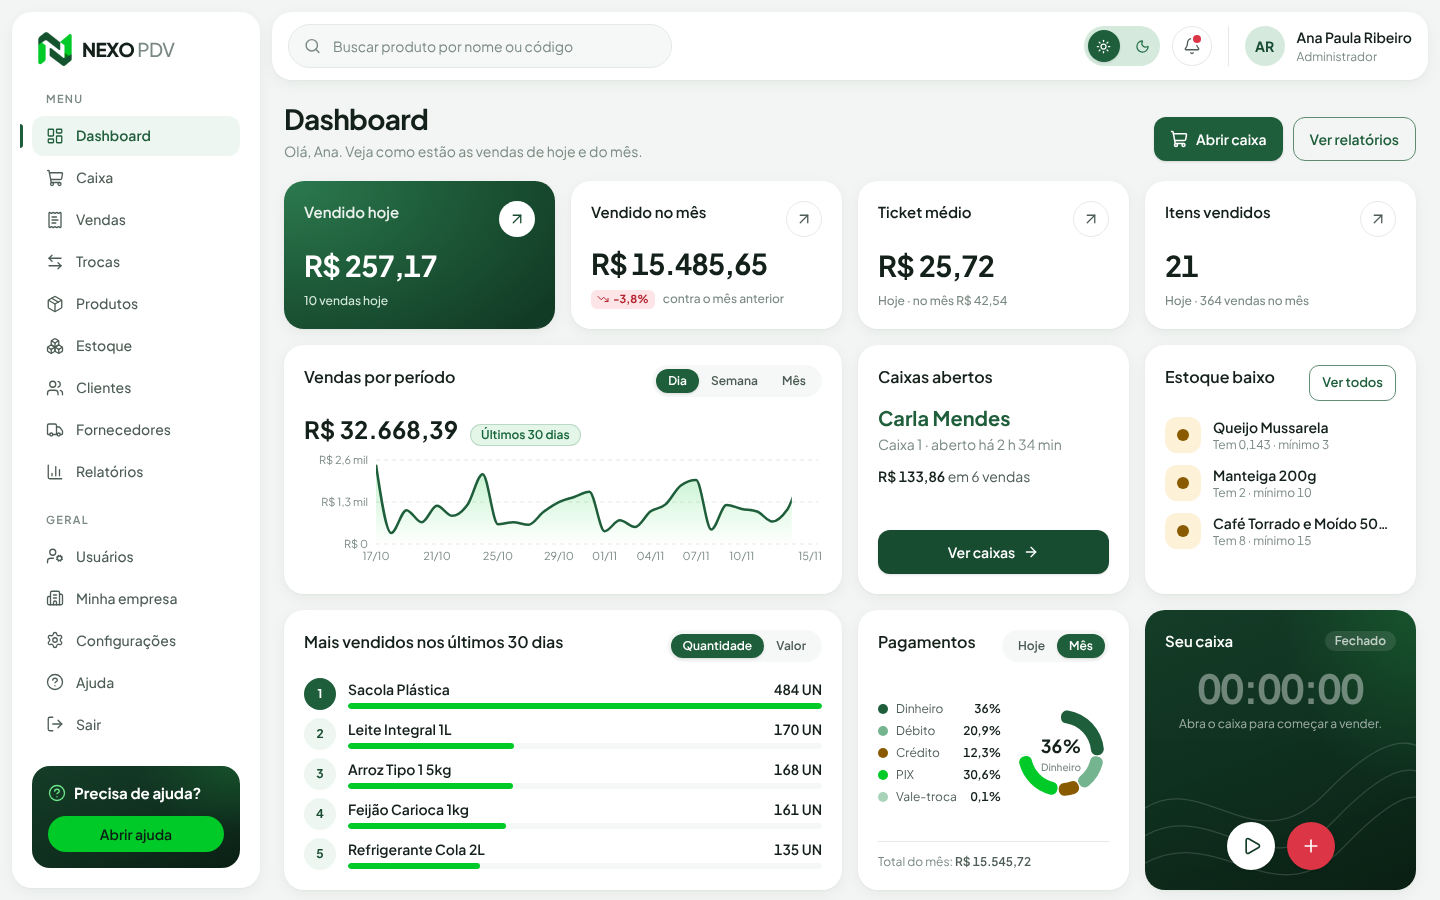 NEXO PDV
MENU
Dashboard
Caixa
Vendas
Trocas
Produtos
Estoque
Clientes
Fornecedores
Relatórios
GERAL
Usuários
Minha empresa
Configurações
Ajuda
Sair
Precisa de ajuda?
Abrir ajuda
Buscar produto por nome ou código
AR
Ana Paula Ribeiro
Administrador
Dashboard
Olá, Ana. Veja como estão as vendas de hoje e do mês.
Abrir caixa
Ver relatórios
Vendido hoje
R$ 257,17
10 vendas hoje
Vendido no mês
R$ 15.485,65
-3,8% contra o mês anterior
Ticket médio
R$ 25,72
Hoje · no mês R$ 42,54
Itens vendidos
21
Hoje · 364 vendas no mês
Vendas por período
Dia Semana Mês
R$ 32.668,39 Últimos 30 dias
R$ 2,6 mil
R$ 1,3 mil
R$ 0
17/10 21/10 25/10 29/10 01/11 04/11 07/11 10/11 15/11
Caixas abertos
Carla Mendes
Caixa 1 · aberto há 2 h 34 min
R$ 133,86 em 6 vendas
Ver caixas
Estoque baixo
Ver todos
Queijo Mussarela
Tem 0,143 · mínimo 3
Manteiga 200g
Tem 2 · mínimo 10
Café Torrado e Moído 50...
Tem 8 · mínimo 15
Mais vendidos nos últimos 30 dias
Quantidade Valor
1 Sacola Plástica 484 UN
2 Leite Integral 1L 170 UN
3 Arroz Tipo 1 5kg 168 UN
4 Feijão Carioca 1kg 161 UN
5 Refrigerante Cola 2L 135 UN
Pagamentos
Hoje Mês
Dinheiro 36%
Débito 20,9%
Crédito 12,3%
PIX 30,6%
Vale-troca 0,1%
36%
Dinheiro
Total do mês: R$ 15.545,72
Seu caixa
Fechado
00:00:00
Abra o caixa para começar a vender.